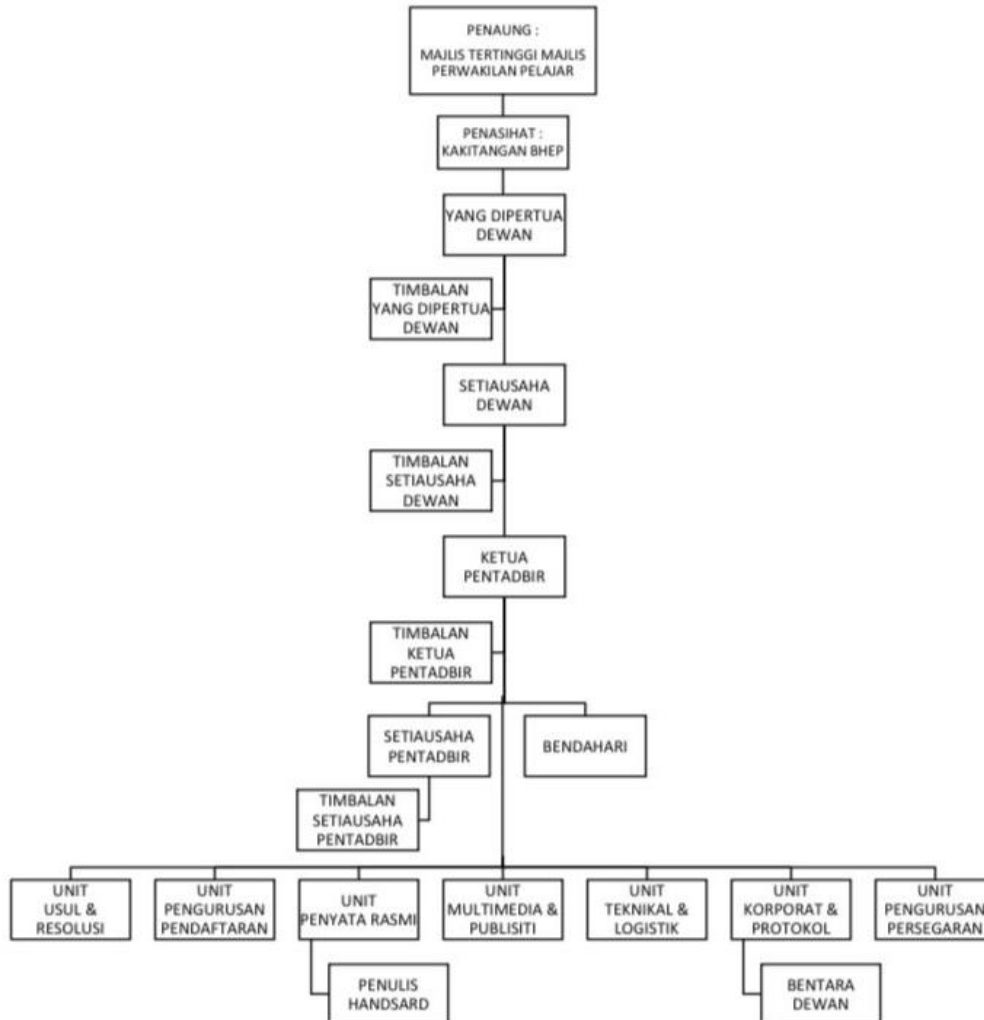 PENAUNG :
MAJLIS TERTINGGI MAJLIS
PERWAKILAN PELAJAR
PENASIHAT :
KAKITANGAN BHEP
YANG DIPERTUA
DEWAN
TIMBALAN
YANG DIPERTUA
DEWAN
SETIAUSAHA
DEWAN
TIMBALAN
SETIAUSAHA
DEWAN
KETUA
PENTADBIR
TIMBALAN
KETUA
PENTADBIR
SETIAUSAHA
PENTADBIR
BENDAHARI
TIMBALAN
SETIAUSAHA
PENTADBIR
UNIT
USUL &
RESOLUSI
UNIT
PENGURUSAN
PENDAFTARAN
UNIT
PENYATA RASMI
UNIT
MULTIMEDIA &
PUBLISITI
UNIT
TEKNIKAL &
LOGISTIK
UNIT
KORPORAT &
PROTOKOL
UNIT
PENGURUSAN
PERSEGARAN
PENULIS
HANDSARD
BENTARA
DEWAN